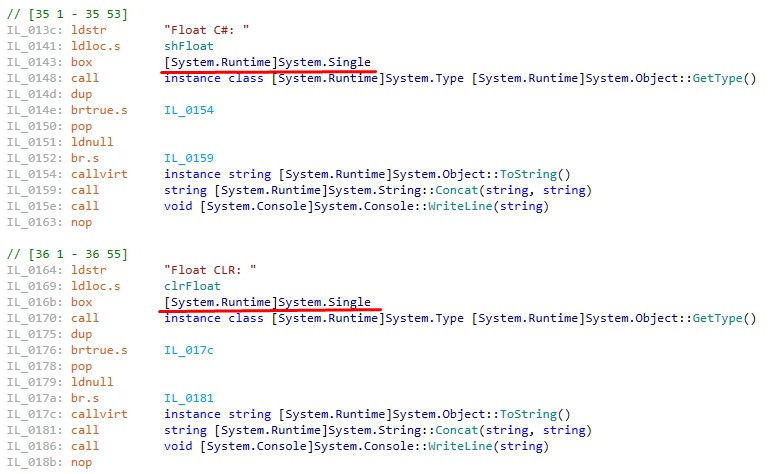 // [35 1 - 35 53]
IL_013c: ldstr "Float C#: "
IL_0141: ldloc.s shFloat
IL_0143: box [System.Runtime]System.Single
IL_0148: call instance class [System.Runtime]System.Type [System.Runtime]System.Object::GetType()
IL_014d: dup
IL_014e: brtrue.s IL_0154
IL_0150: pop
IL_0151: ldnull
IL_0152: br.s IL_0159
IL_0154: callvirt instance string [System.Runtime]System.Object::ToString()
IL_0159: call string [System.Runtime]System.String::Concat(string, string)
IL_015e: call void [System.Console]System.Console::WriteLine(string)
IL_0163: nop
// [36 1 - 36 55]
IL_0164: ldstr "Float CLR: "
IL_0169: ldloc.s clrFloat
IL_016b: box [System.Runtime]System.Single
IL_0170: call instance class [System.Runtime]System.Type [System.Runtime]System.Object::GetType()
IL_0175: dup
IL_0176: brtrue.s IL_017c
IL_0178: pop
IL_0179: ldnull
IL_017a: br.s IL_0181
IL_017c: callvirt instance string [System.Runtime]System.Object::ToString()
IL_0181: call string [System.Runtime]System.String::Concat(string, string)
IL_0186: call void [System.Console]System.Console::WriteLine(string)
IL_018b: nop